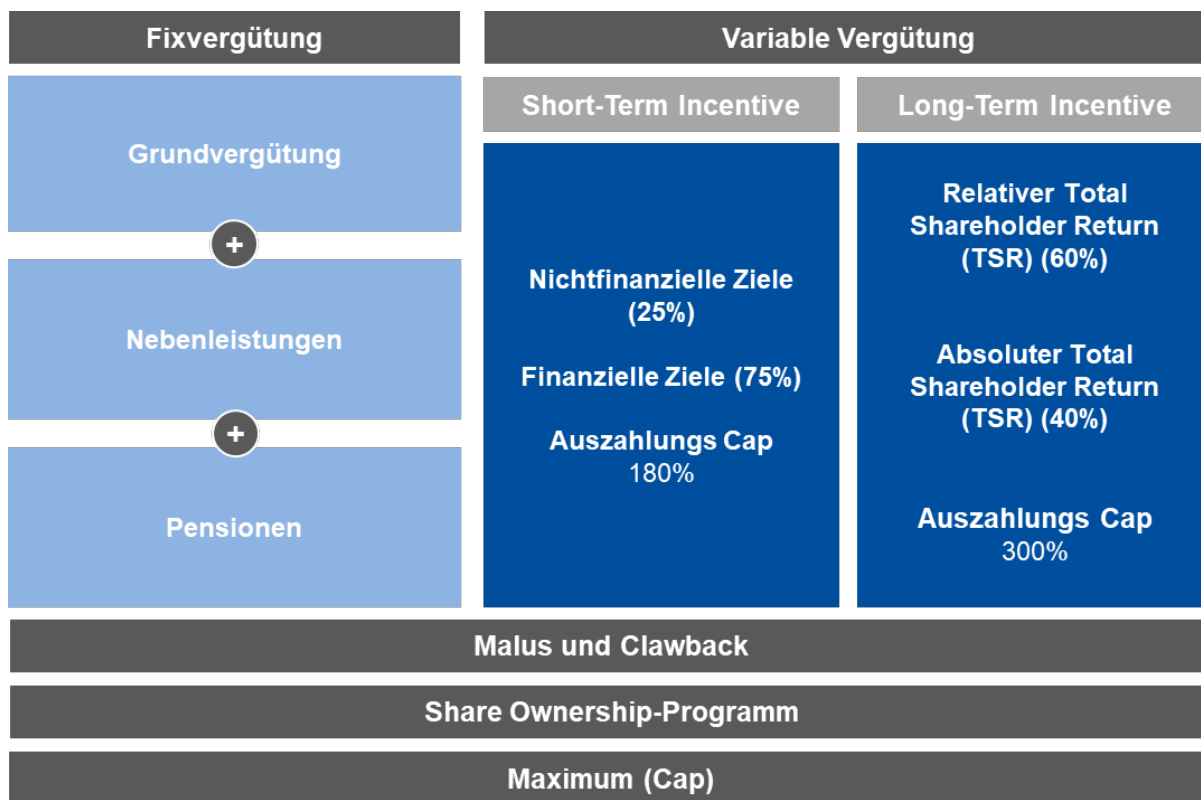 Fixvergütung
Grundvergütung
+
Nebenleistungen
+
Pensionen
Variable Vergütung
Short-Term Incentive
Nichtfinanzielle Ziele
(25%)
Finanzielle Ziele (75%)
Auszahlungs Cap
180%
Long-Term Incentive
Relativer Total
Shareholder Return
(TSR) (60%)
Absoluter Total
Shareholder Return
(TSR) (40%)
Auszahlungs Cap
300%
Malus und Clawback
Share Ownership-Programm
Maximum (Cap)